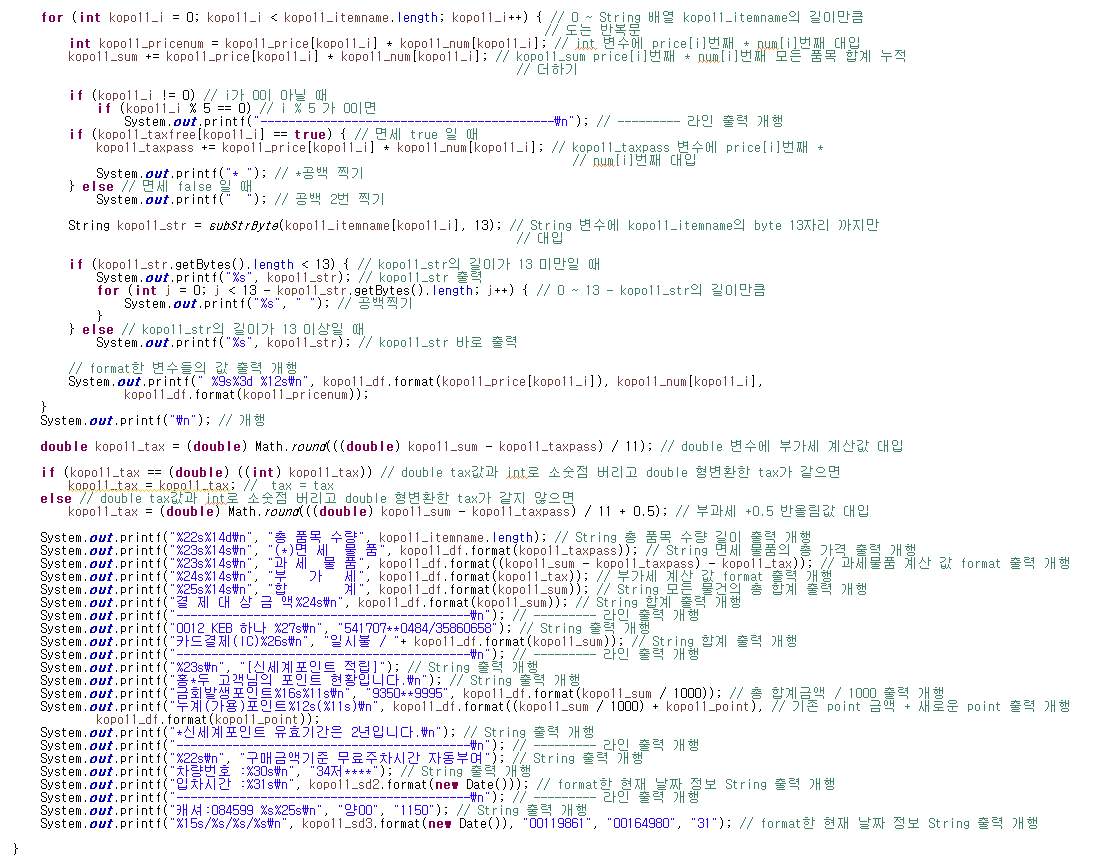 for (int kopo11_i = 0; kopo11_i < kopo11_itemname.length; kopo11_i++) { // 0 ~ String 배열 kopo11_itemname의 길이만큼
// 도는 반복문
int kopo11_pricenum = kopo11_price[kopo11_i] * kopo11_num[kopo11_i]; // int 변수에 price[i]번째 * num[i]번째 대입
kopo11_sum += kopo11_price[kopo11_i] * kopo11_num[kopo11_i]; // kopo11_sum price[i]번째 * num[i]번째 모든 품목 합계 누적
// 더하기
if (kopo11_i != 0) // i가 0이 아닐 때
if (kopo11_i % 5 == 0) // i % 5 가 0이면
System.out.printf("-----------------------------------------₩n"); // --------- 라인 출력 개행
if (kopo11_taxfree[kopo11_i] == true) { // 면세 true 일 때
kopo11_taxpass += kopo11_price[kopo11_i] * kopo11_num[kopo11_i]; // kopo11_taxpass 변수에 price[i]번째 *
// num[i]번째 대입
System.out.printf("* "); // *공백 찍기
} else // 면세 false 일 때
System.out.printf("  "); // 공백 2번 찍기
String kopo11_str = subStrByte(kopo11_itemname[kopo11_i], 13); // String 변수에 kopo11_itemname의 byte 13자리 까지만
// 대입
if (kopo11_str.getBytes().length < 13) { // kopo11_str의 길이가 13 미만일 때
System.out.printf("%s", kopo11_str); // kopo11_str 출력
for (int j = 0; j < 13 - kopo11_str.getBytes().length; j++) { // 0 ~ 13 - kopo11_str의 길이만큼
System.out.printf("%s", " "); // 공백찍기
}
} else // kopo11_str의 길이가 13 이상일 때
System.out.printf("%s", kopo11_str); // kopo11_str 바로 출력
// format한 변수들의 값 출력 개행
System.out.printf(" %9s%3d %12s₩n", kopo11_df.format(kopo11_price[kopo11_i]), kopo11_num[kopo11_i],
kopo11_df.format(kopo11_pricenum));
}
System.out.printf("₩n"); // 개행
double kopo11_tax = (double) Math.round(((double) kopo11_sum - kopo11_taxpass) / 11); // double 변수에 부가세 계산값 대입
if (kopo11_tax == (double) ((int) kopo11_tax)) // double tax값과 int로 소숫점 버리고 double 형변환한 tax가 같으면
kopo11_tax = kopo11_tax; //  tax = tax
else // double tax값과 int로 소숫점 버리고 double 형변환한 tax가 같지 않으면
kopo11_tax = (double) Math.round(((double) kopo11_sum - kopo11_taxpass) / 11 + 0.5); // 부과세 +0.5 반올림값 대입
System.out.printf("%22s%14d₩n", "총 품목 수량", kopo11_itemname.length); // String 총 품목 수량 길이 출력 개행
System.out.printf("%23s%14s₩n", "(*)면 세  물 품", kopo11_df.format(kopo11_taxpass)); // String 면세 물품의 총 가격 출력 개행
System.out.printf("%23s%14s₩n", "과 세  물 품", kopo11_df.format((kopo11_sum - kopo11_taxpass) - kopo11_tax)); // 과세물품 계산 값 format 출력 개행
System.out.printf("%24s%14s₩n", "부   가   세", kopo11_df.format(kopo11_tax)); // 부가세 계산 값 format 출력 개행
System.out.printf("%25s%14s₩n", "합        계", kopo11_df.format(kopo11_sum)); // String 모든 물건의 총 합계 출력 개행
System.out.printf("결 제 대 상 금 액%24s₩n", kopo11_df.format(kopo11_sum)); // String 합계 출력 개행
System.out.printf("-----------------------------------------₩n"); // --------- 라인 출력 개행
System.out.printf("0012 KEB 하나 %27s₩n", "541707**0484/35860658"); // String 출력 개행
System.out.printf("카드결제(IC)%26s₩n", "일시불 / "+ kopo11_df.format(kopo11_sum)); // String 합계 출력 개행
System.out.printf("-----------------------------------------₩n"); // --------- 라인 출력 개행
System.out.printf("%23s₩n", "[신세계포인트 적립]"); // String 출력 개행
System.out.printf("홍*두 고객님의 포인트 현황입니다.₩n"); // String 출력 개행
System.out.printf("금회발생포인트%16s%11s₩n", "9350**9995", kopo11_df.format(kopo11_sum / 1000)); // 총 합계금액 / 1000 출력 개행
System.out.printf("누계(가용)포인트%12s(%11s)₩n", kopo11_df.format((kopo11_sum / 1000) + kopo11_point), // 기존 point 금액 + 새로운 point 출력 개행
kopo11_df.format(kopo11_point));
System.out.printf("*신세계포인트 유효기간은 2년입니다.₩n"); // String 출력 개행
System.out.printf("-----------------------------------------₩n"); // --------- 라인 출력 개행
System.out.printf("%22s₩n", "구매금액기준 무료주차시간 자동부여"); // String 출력 개행
System.out.printf("차량번호 :%30s₩n", "34저****"); // String 출력 개행
System.out.printf("입차시간 :%31s₩n", kopo11_sd2.format(new Date())); // format한 현재 날짜 정보 String 출력 개행
System.out.printf("-----------------------------------------₩n"); // --------- 라인 출력 개행
System.out.printf("캐셔:084599 %s%25s₩n", "양00", "1150"); // String 출력 개행
System.out.printf("%15s/%s/%s/%s₩n", kopo11_sd3.format(new Date()), "00119861", "00164980", "31"); // format한 현재 날짜 정보 String 출력 개행
}